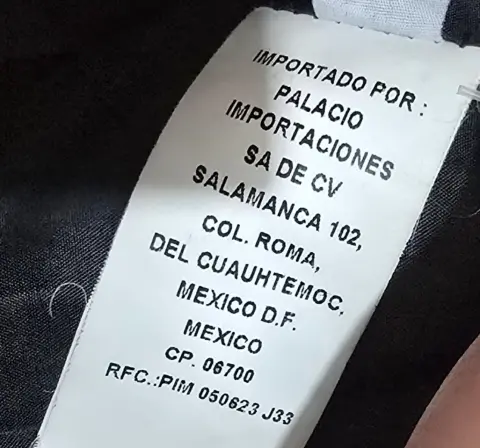 IMPORTADO POR :
PALACIO
IMPORTACIONES
SA DE CV
SALAMANCA 102,
COL. ROMA,
DEL CUAUHTEMOC,
MEXICO D.F.
MEXICO
CP. 06700
RFC.:PIM 050623 J33